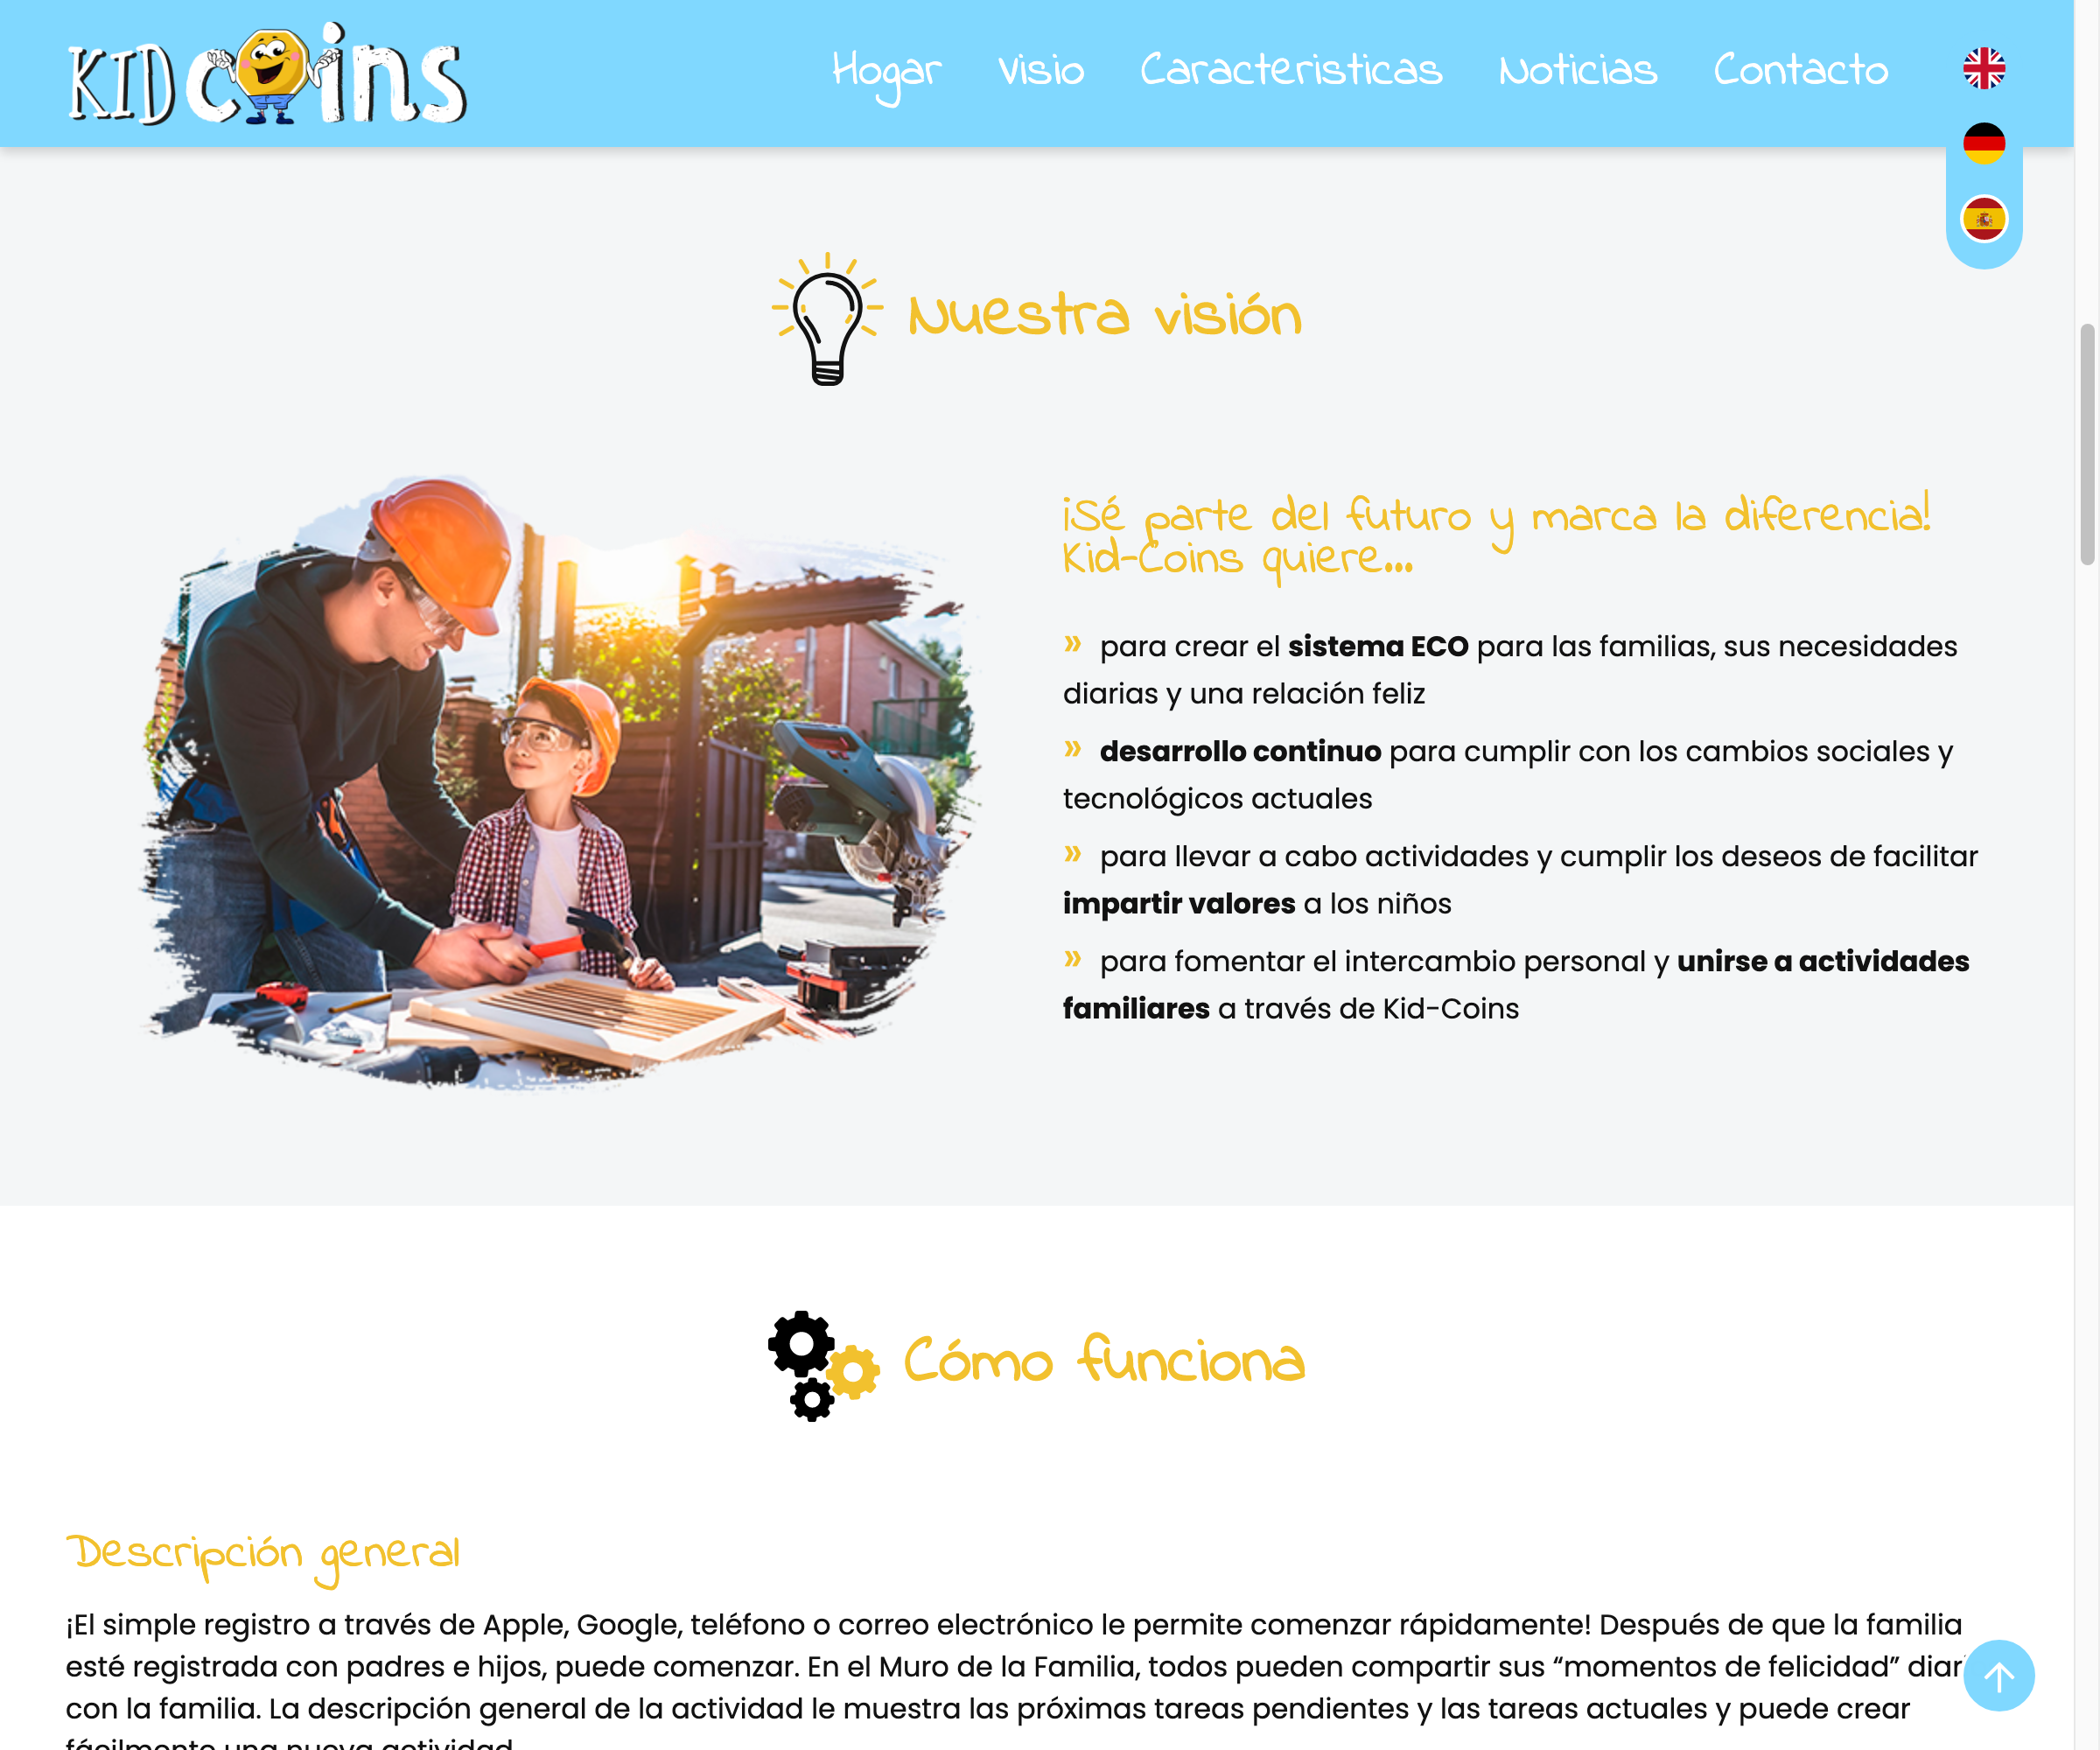 KID coins
Hogar Visio Caracteristicas Noticias Contacto
Nuestra visión
¡Sé parte del futuro y marca la diferencia!
Kid-Coins quiere...
» para crear el sistema ECO para las familias, sus necesidades
diarias y una relación feliz
» desarrollo continuo para cumplir con los cambios sociales y
tecnológicos actuales
» para llevar a cabo actividades y cumplir los deseos de facilitar
impartir valores a los niños
» para fomentar el intercambio personal y unirse a actividades
familiares a través de Kid-Coins
Cómo funciona
Descripción general
¡El simple registro a través de Apple, Google, teléfono o correo electrónico le permite comenzar rápidamente! Después de que la familia
esté registrada con padres e hijos, puede comenzar. En el Muro de la Familia, todos pueden compartir sus “momentos de felicidad”
con la familia. La descripción general de la actividad le muestra las próximas tareas pendientes y las tareas actuales y puede crear
fácilmente una nueva actividad.